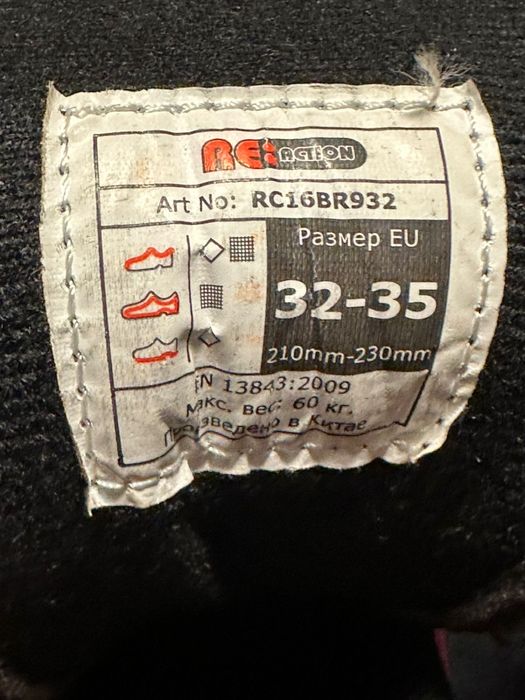 RE:ACTION
Art No: RC16BR932
Размер EU
32-35
210mm-230mm
EN 13843:2009
Макс. вес: 60 кг.
Произведено в Китае